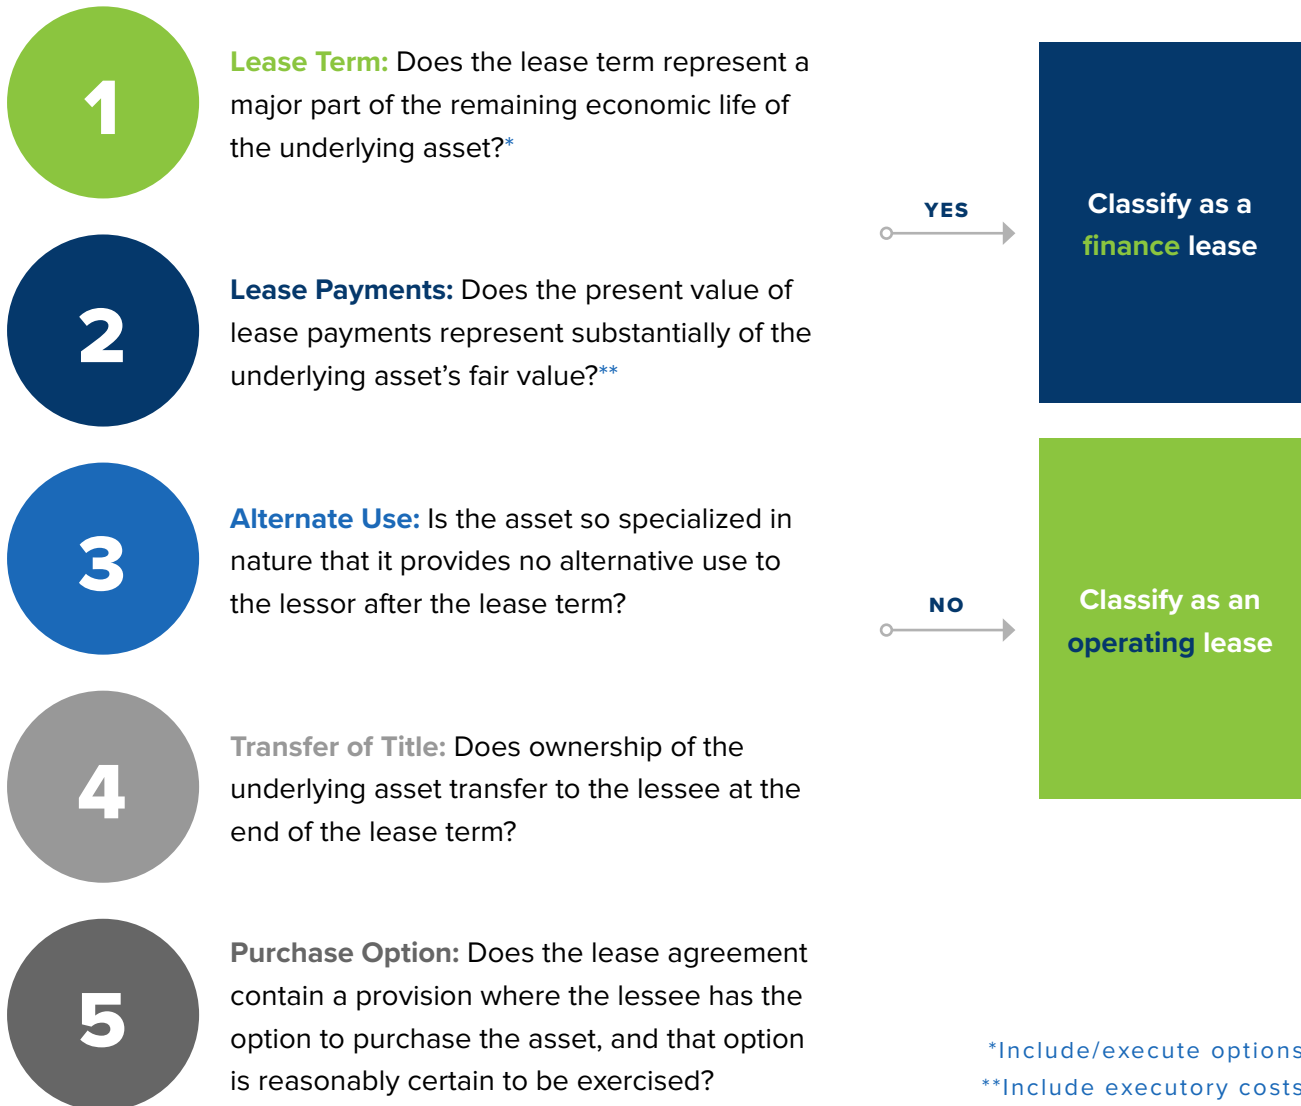 1
Lease Term: Does the lease term represent a
major part of the remaining economic life of
the underlying asset?*
2
Lease Payments: Does the present value of
lease payments represent substantially of the
underlying asset's fair value?**
3
Alternate Use: Is the asset so specialized in
nature that it provides no alternative use to
the lessor after the lease term?
4
Transfer of Title: Does ownership of the
underlying asset transfer to the lessee at the
end of the lease term?
5
Purchase Option: Does the lease agreement
contain a provision where the lessee has the
option to purchase the asset, and that option
is reasonably certain to be exercised?
YES
Classify as a
finance lease
NO
Classify as an
operating lease
*Include/execute options
**Include executory costs